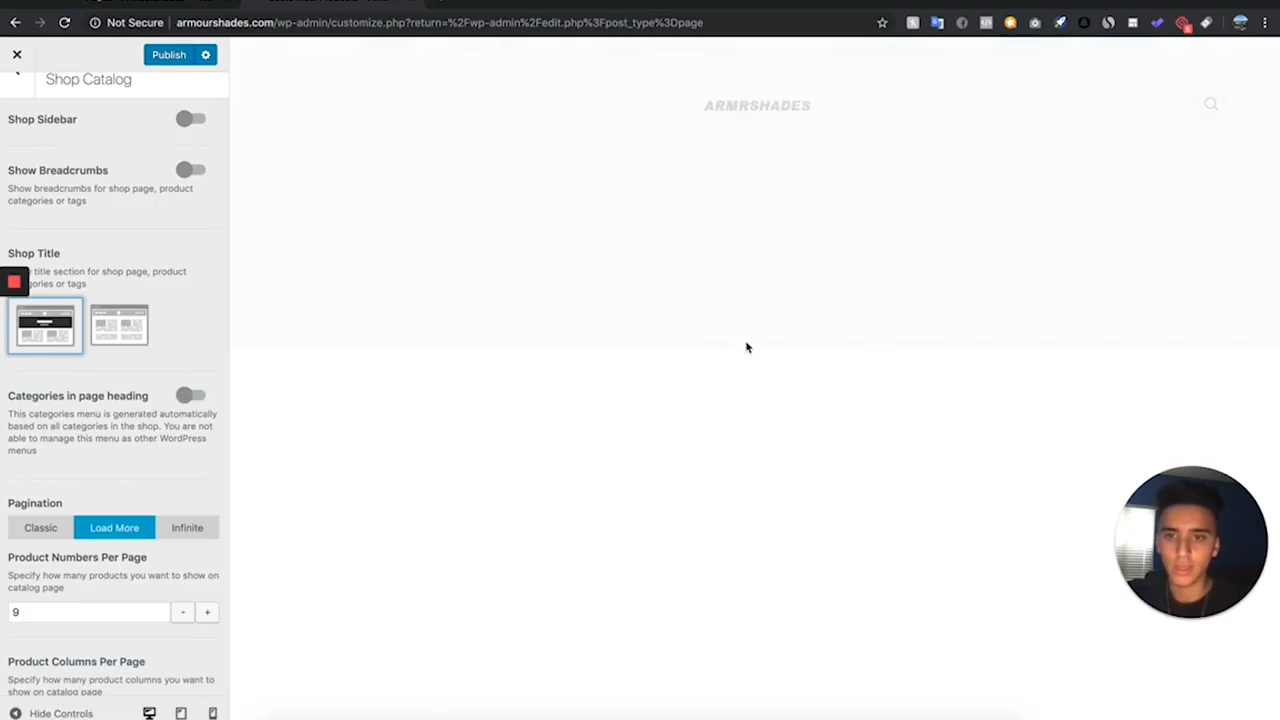 Not Secure
armourshades.com/wp-admin/customize.php?return=%2Fwp-admin%2Fedit.php%3Fpost_type%3Dpage
Publish
Shop Catalog
ARMRSHADES
Shop Sidebar
Show Breadcrumbs
Show breadcrumbs for shop page, product
categories or tags
Shop Title
title section for shop page, product
ories or tags
Categories in page heading
This categories menu is generated automatically
based on all categories in the shop. You are not
able to manage this menu as other WordPress
menus
Pagination
Classic
Load More
Infinite
Product Numbers Per Page
Specify how many products you want to show on
catalog page
9
-
+
Product Columns Per Page
Specify how many product columns you want to
show on catalog page
Hide Controls